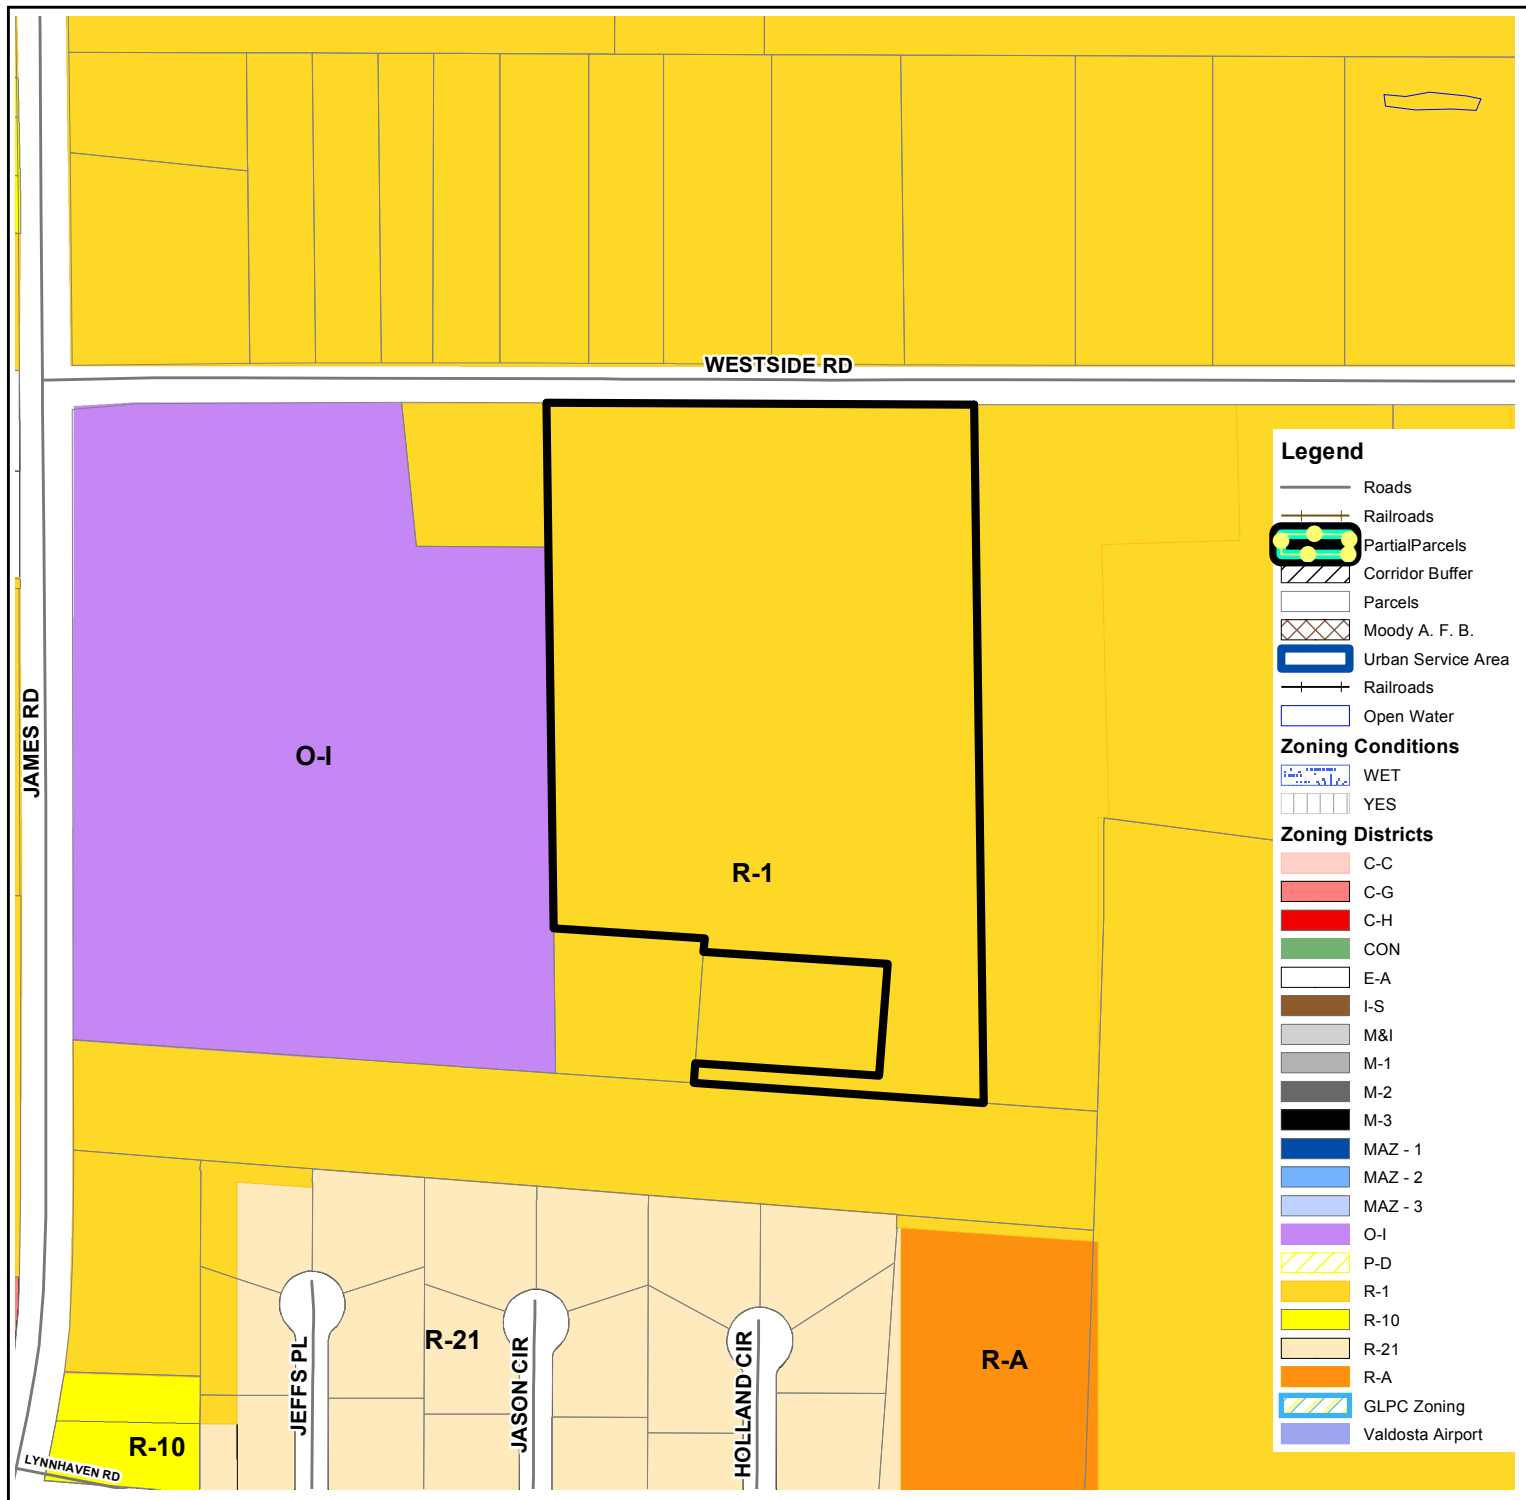 WESTSIDE RD
JAMES RD
O-I
R-1
R-21
R-A
R-10
JEFFS PL
JASON CIR
HOLLAND CIR
LYNNHAVEN RD
Legend
Roads
Railroads
PartialParcels
Corridor Buffer
Parcels
Moody A. F. B.
Urban Service Area
Railroads
Open Water
Zoning Conditions
WET
YES
Zoning Districts
C-C
C-G
C-H
CON
E-A
I-S
M&I
M-1
M-2
M-3
MAZ - 1
MAZ - 2
MAZ - 3
O-I
P-D
R-1
R-10
R-21
R-A
GLPC Zoning
Valdosta Airport